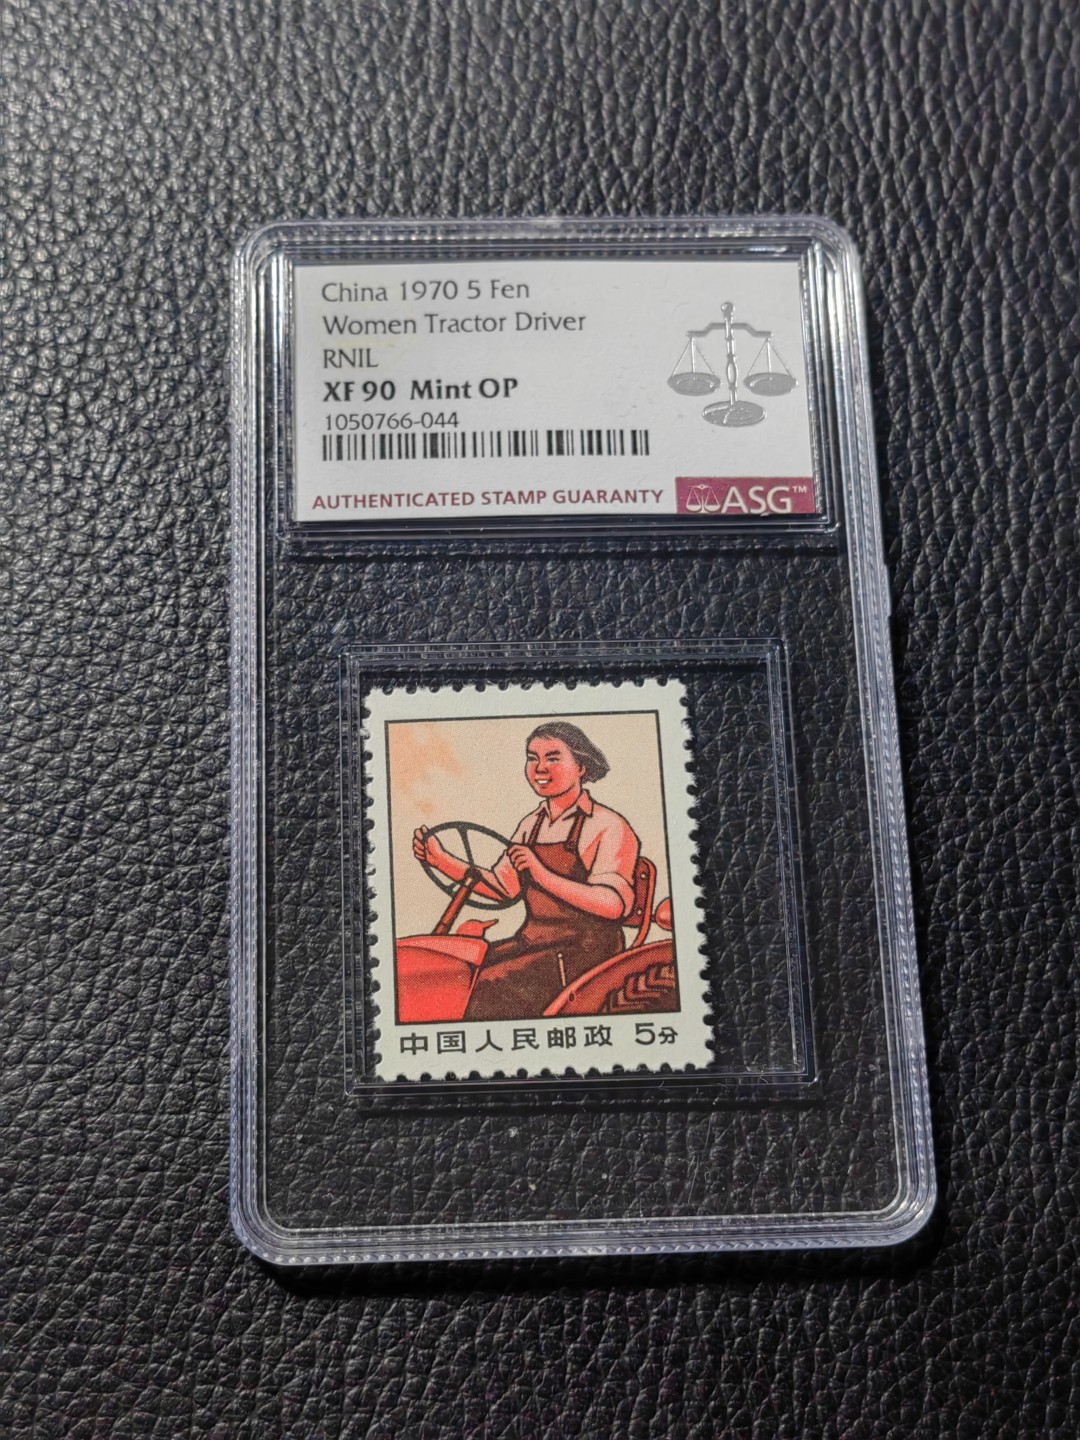 China 1970 5 Fen
Women Tractor Driver
RNIL
XF 90 Mint OP
1050766-044
AUTHENTICATED STAMP GUARANTY ASG™
中国人民邮政 5分